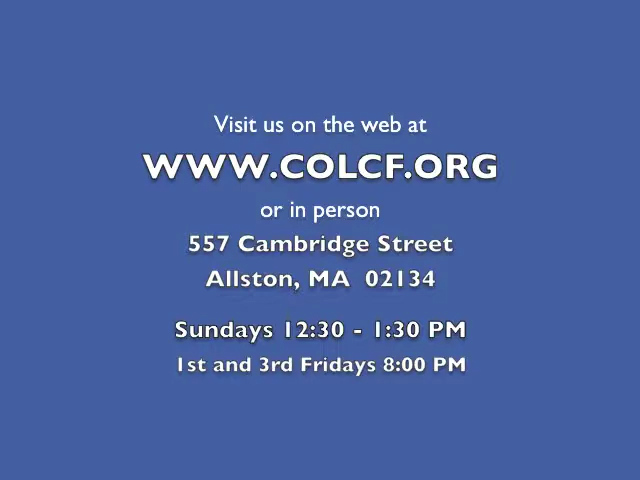 Visit us on the web at
WWW.COLCF.ORG
or in person
557 Cambridge Street
Allston, MA 02134
Sundays 12:30 - 1:30 PM
1st and 3rd Fridays 8:00 PM